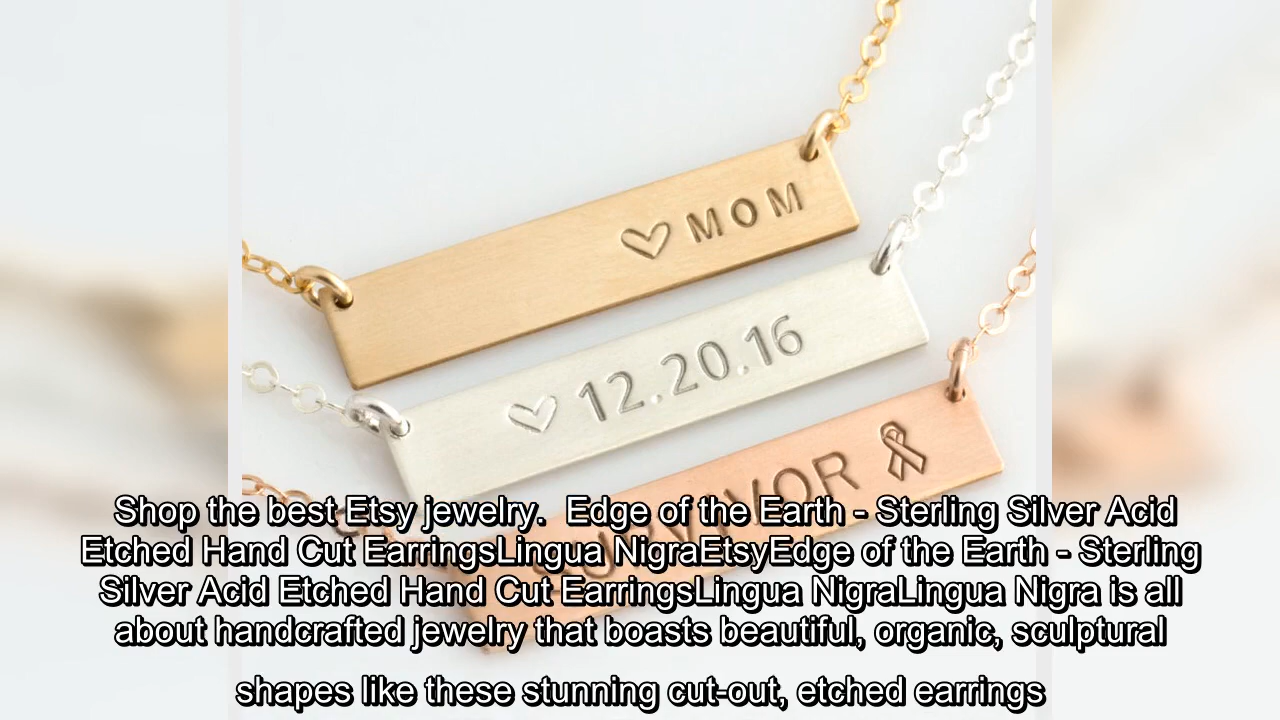 MOM
12.20.16
SURVIVOR
Shop the best Etsy jewelry.  Edge of the Earth - Sterling Silver Acid
Etched Hand Cut EarringsLingua NigraEtsyEdge of the Earth - Sterling
Silver Acid Etched Hand Cut EarringsLingua NigraLingua Nigra is all
about handcrafted jewelry that boasts beautiful, organic, sculptural
shapes like these stunning cut-out, etched earrings